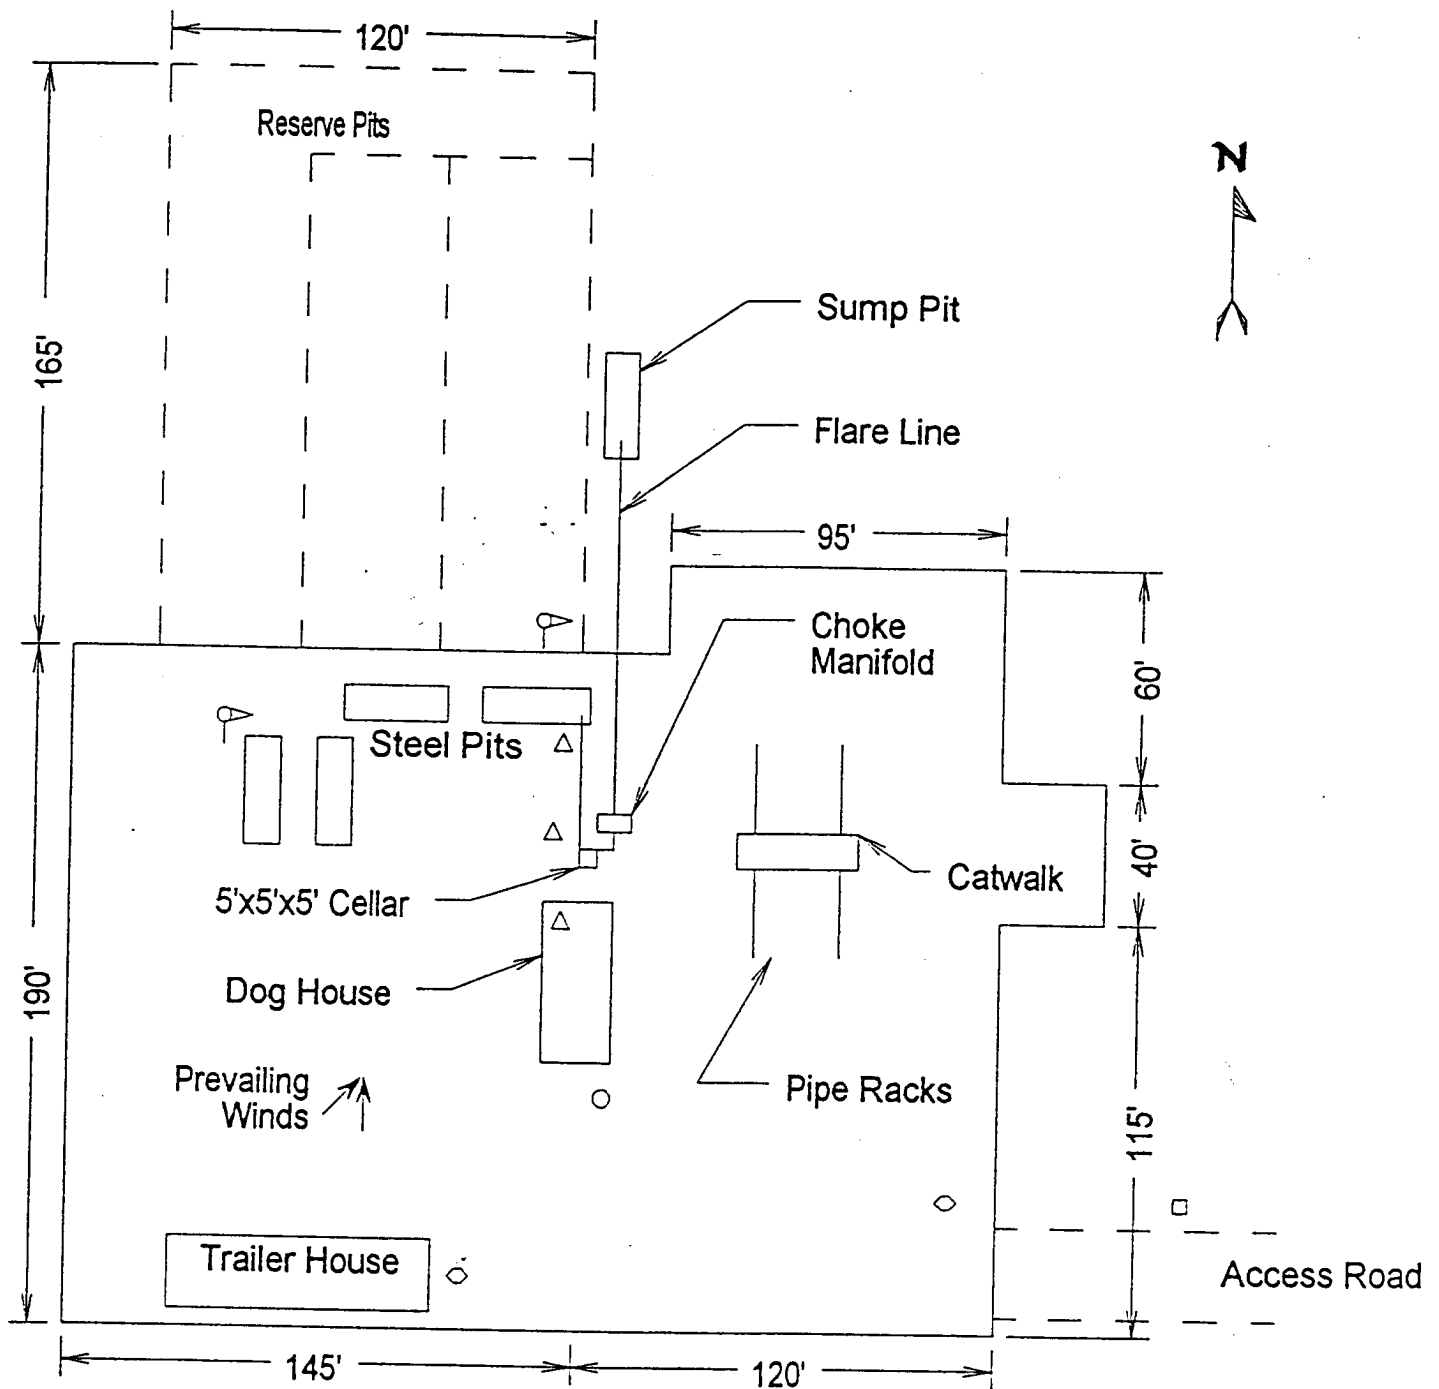 120'
Reserve Pits
N
Sump Pit
165'
Flare Line
95'
Choke
Manifold
60'
Steel Pits
40'
Catwalk
5'x5'x5' Cellar
190'
Dog House
Prevailing
Winds
Pipe Racks
115'
Trailer House
Access Road
145'
120'